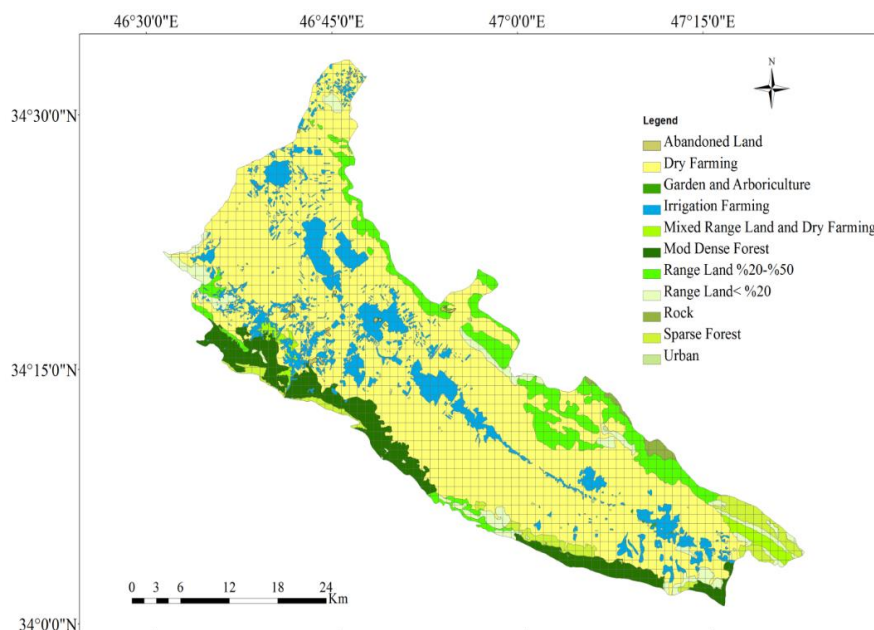 46°30'0"E 46°45'0"E 47°0'0"E 47°15'0"E
34°30'0"N
34°15'0"N
34°0'0"N
N
Legend
Abandoned Land
Dry Farming
Garden and Arboriculture
Irrigation Farming
Mixed Range Land and Dry Farming
Mod Dense Forest
Range Land %20-%50
Range Land< %20
Rock
Sparse Forest
Urban
0 3 6 12 18 24
Km